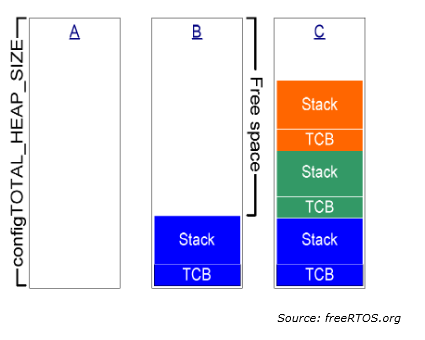 A
B
C
configTOTAL_HEAP_SIZE
Free space
Stack
TCB
Stack
TCB
Stack
TCB
Stack
TCB
Source: freeRTOS.org